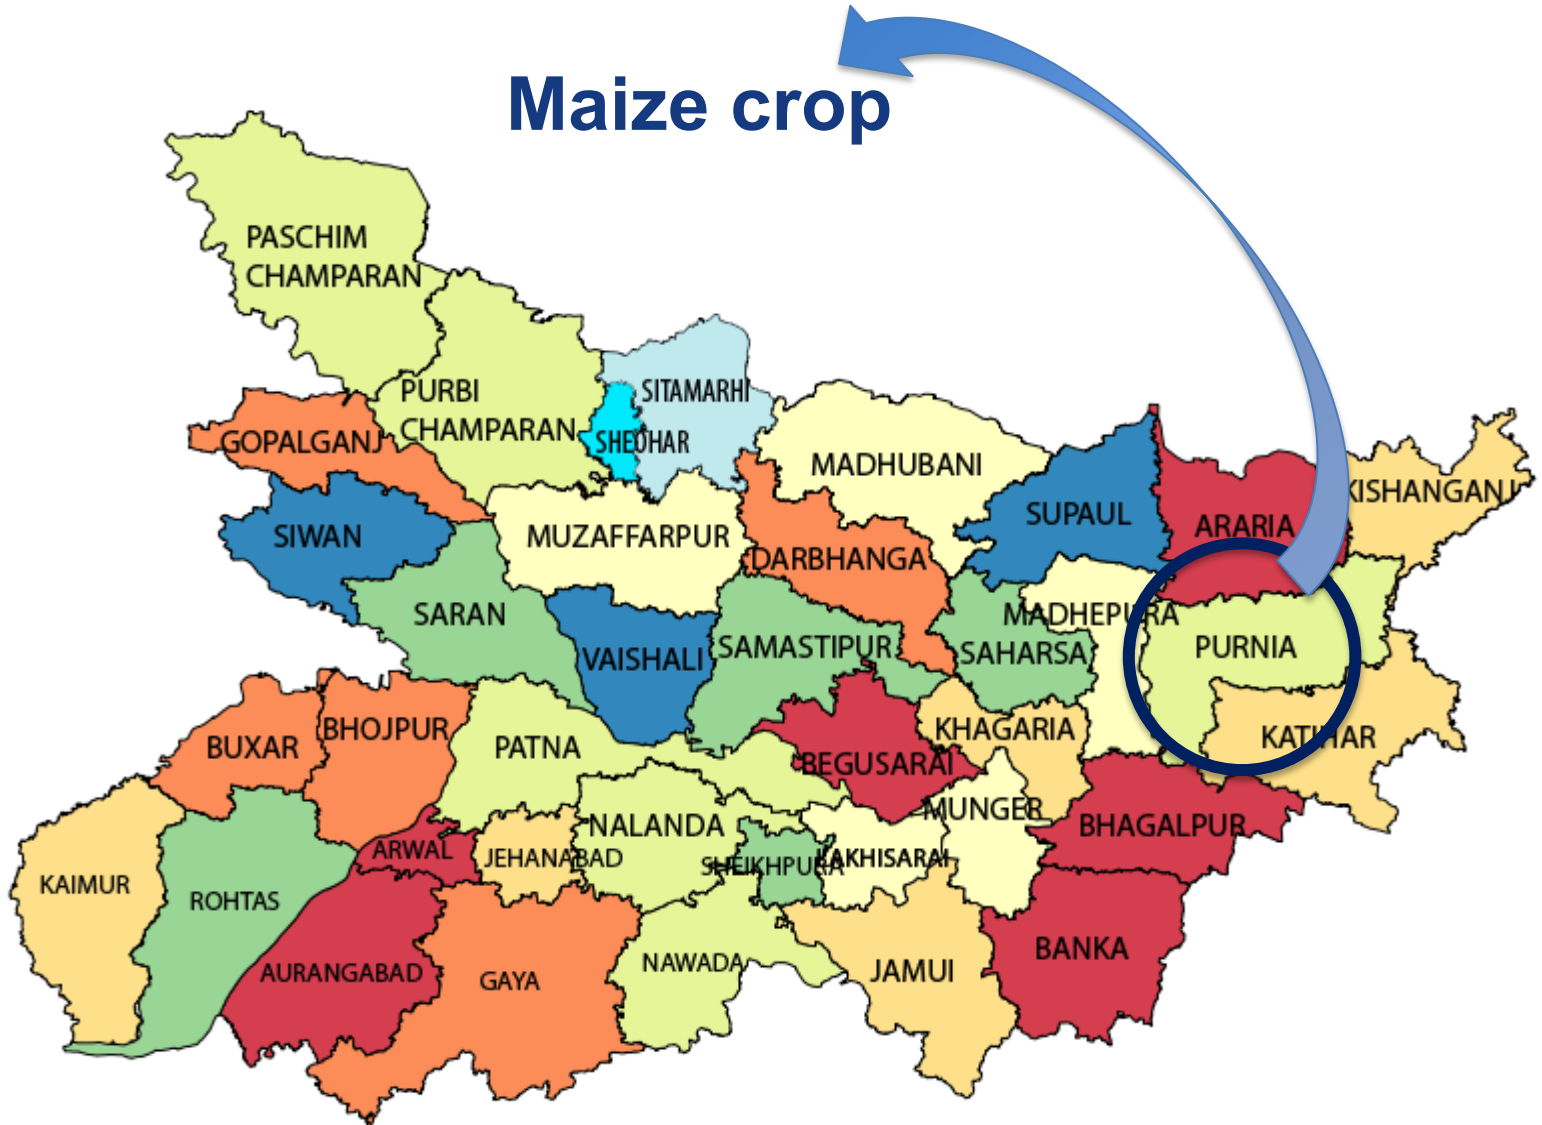 Maize crop
PASCHIM
CHAMPARAN
PURBI
CHAMPARAN
SITAMARHI
SHEOHAR
GOPALGANJ
SIWAN
MUZAFFARPUR
MADHUBANI
DARBHANGA
SUPAUL
ARARIA
KISHANGANJ
SARAN
VAISHALI
SAMASTIPUR
SAHARSA
MADHEPURA
PURNIA
BUXAR
BHOJPUR
PATNA
BEGUSARAI
KHAGARIA
KATIHAR
KAIMUR
ROHTAS
ARWAL
JEHANABAD
NALANDA
SHEIKHPURA
LAKHISARAI
MUNGER
BHAGALPUR
AURANGABAD
GAYA
NAWADA
JAMUI
BANKA